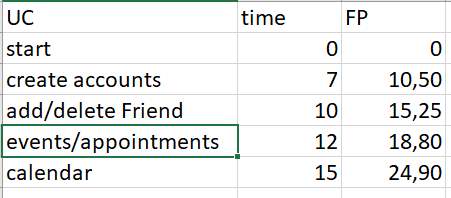 UC time FP
start 0 0
create accounts 7 10,50
add/delete Friend 10 15,25
events/appointments 12 18,80
calendar 15 24,90